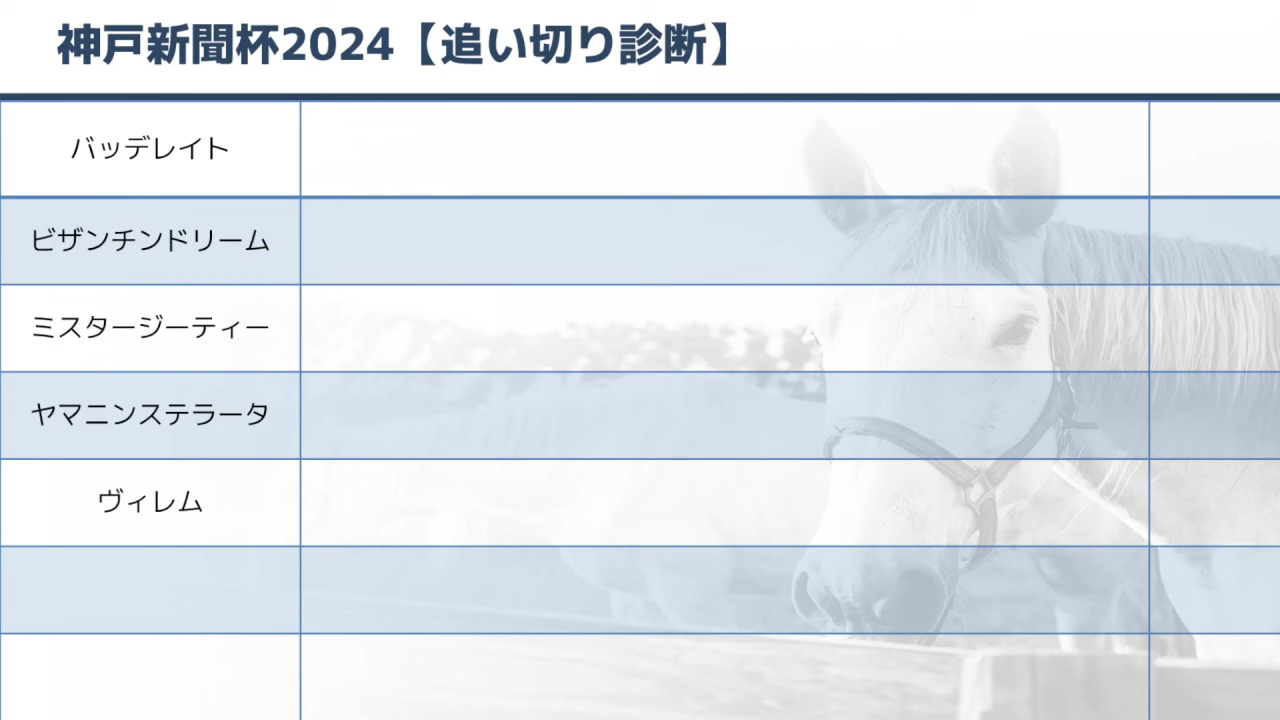 神戸新聞杯2024【追い切り診断】
バッデレイト
ビザンチンドリーム
ミスタージーティー
ヤマニンステラータ
ヴィレム